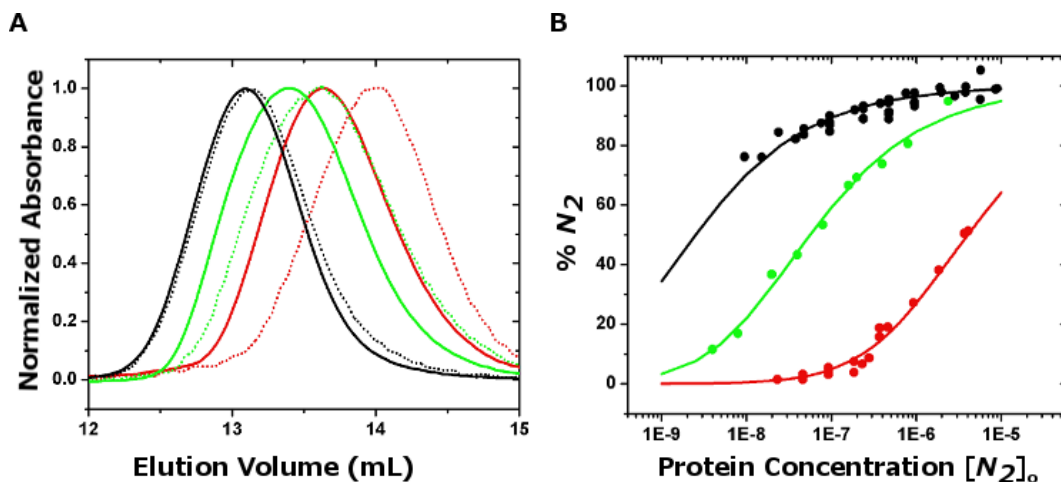 A
B
Normalized Absorbance
1.0
0.8
0.6
0.4
0.2
0.0
12
13
14
15
Elution Volume (mL)
% N2
100
80
60
40
20
0
1E-9
1E-8
1E-7
1E-6
1E-5
Protein Concentration [N2]o